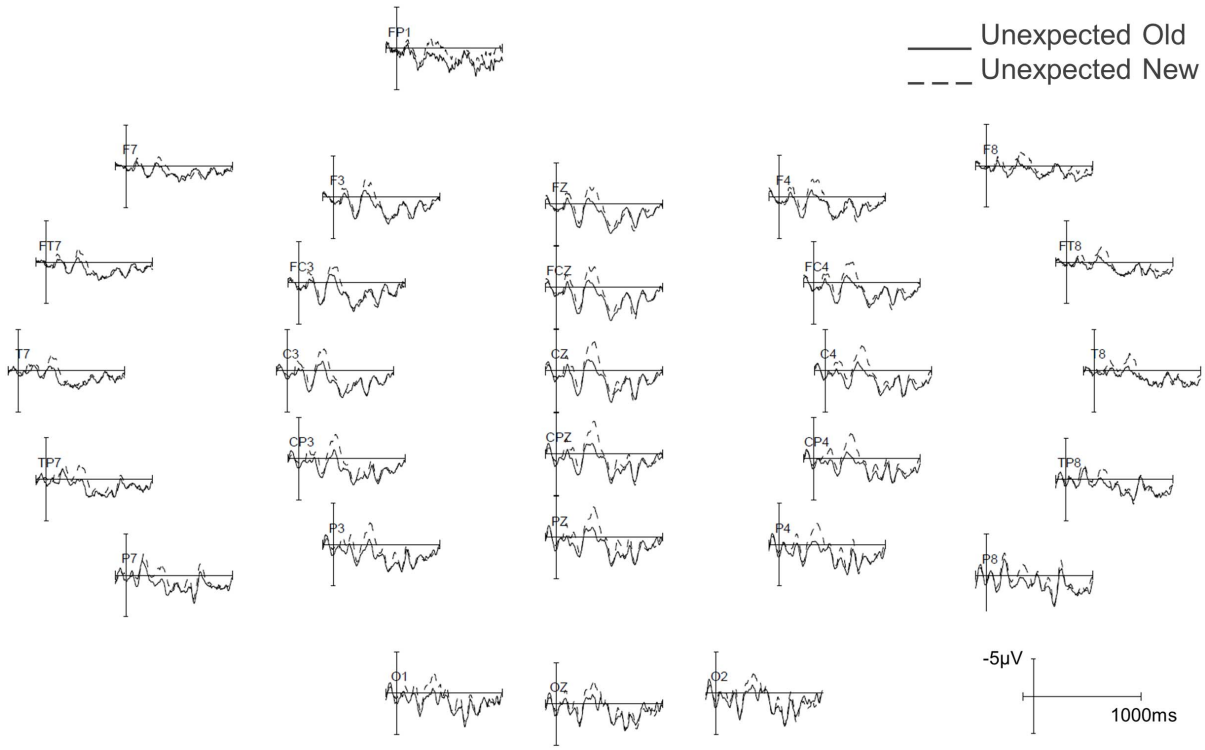 FP1
Unexpected Old
Unexpected New
F7
F8
F3
FZ
F4
FT7
FT8
FC3
FCZ
FC4
T7
C3
CZ
C4
T8
CP3
CPZ
CP4
TP7
TP8
P3
PZ
P4
P7
P8
O1
OZ
O2
-5µV
1000ms